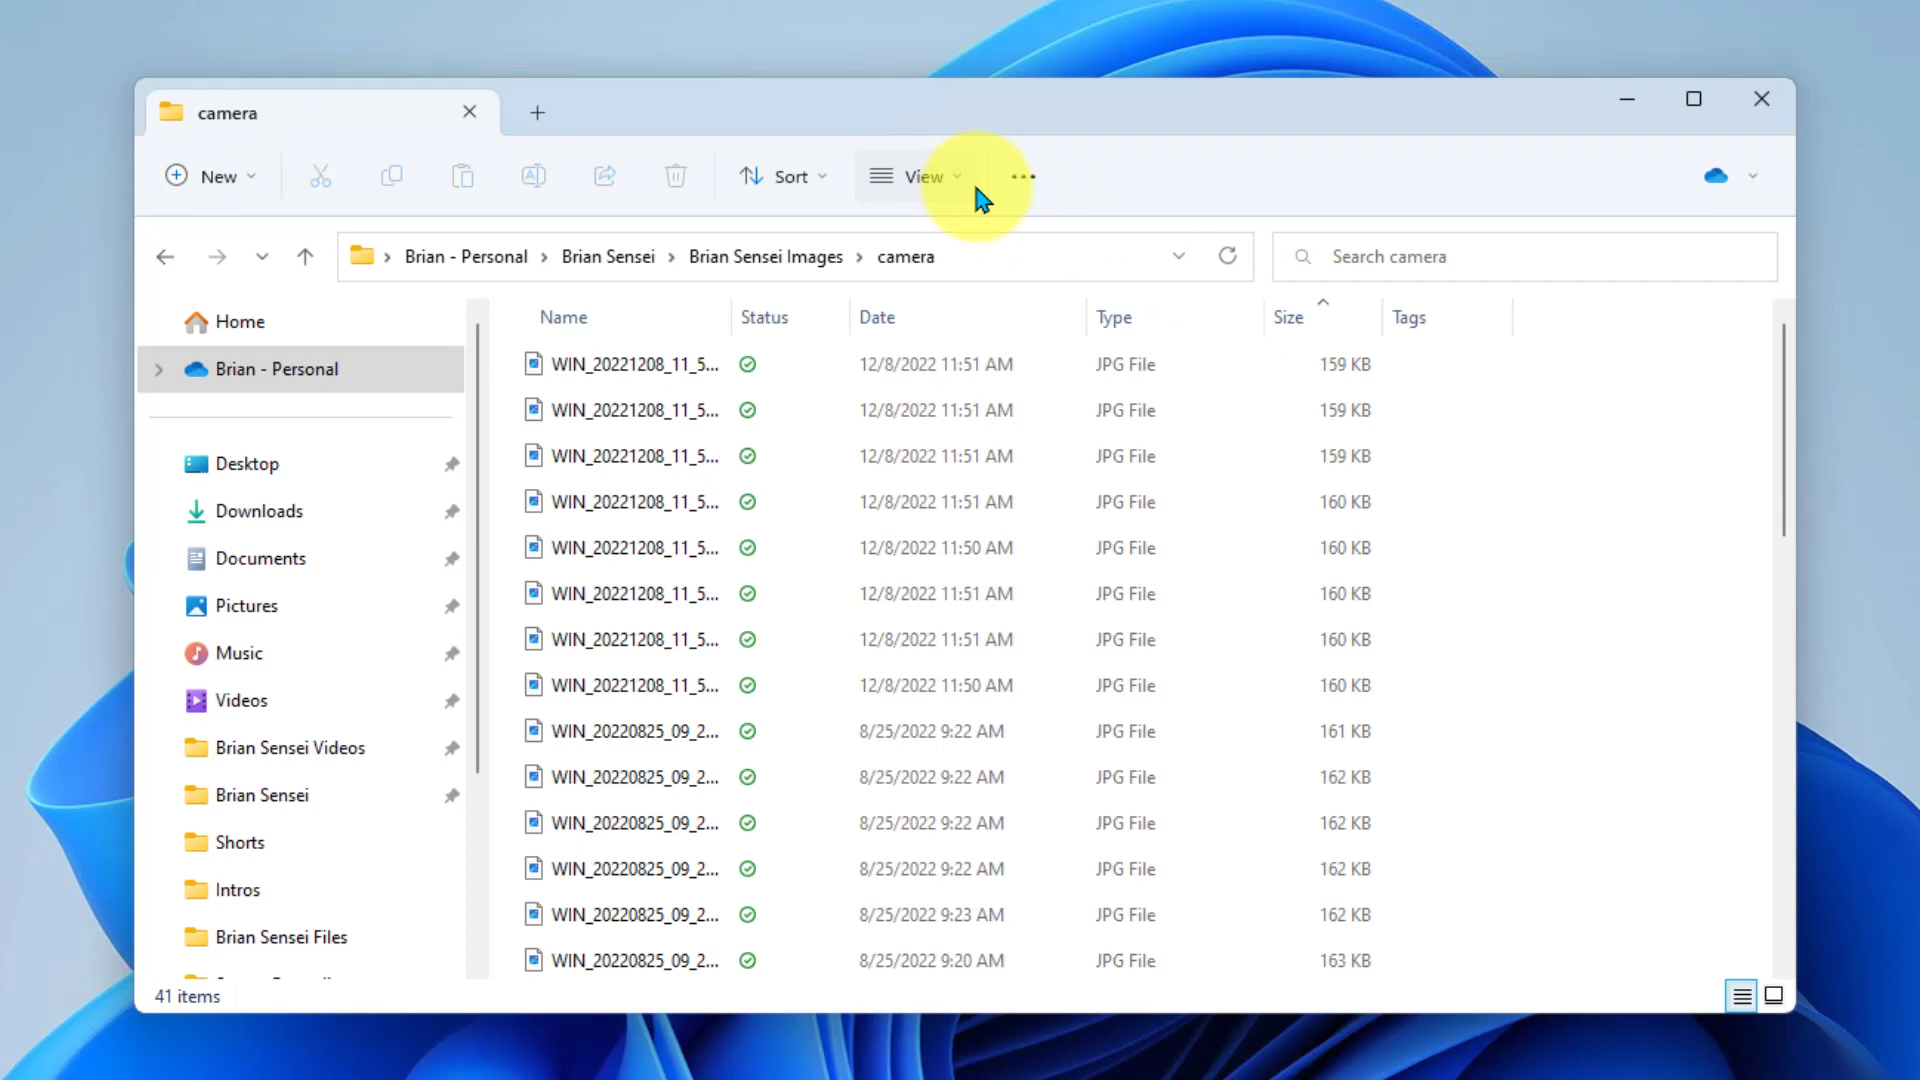 camera
New Sort View
Brian - Personal Brian Sensei Brian Sensei Images camera Search camera
Home
Brian - Personal
Desktop
Downloads
Documents
Pictures
Music
Videos
Brian Sensei Videos
Brian Sensei
Shorts
Intros
Brian Sensei Files
Name Status Date Type Size Tags
WIN_20221208_11_5... 12/8/2022 11:51 AM JPG File 159 KB
WIN_20221208_11_5... 12/8/2022 11:51 AM JPG File 159 KB
WIN_20221208_11_5... 12/8/2022 11:51 AM JPG File 159 KB
WIN_20221208_11_5... 12/8/2022 11:51 AM JPG File 160 KB
WIN_20221208_11_5... 12/8/2022 11:50 AM JPG File 160 KB
WIN_20221208_11_5... 12/8/2022 11:51 AM JPG File 160 KB
WIN_20221208_11_5... 12/8/2022 11:51 AM JPG File 160 KB
WIN_20221208_11_5... 12/8/2022 11:50 AM JPG File 160 KB
WIN_20220825_09_2... 8/25/2022 9:22 AM JPG File 161 KB
WIN_20220825_09_2... 8/25/2022 9:22 AM JPG File 162 KB
WIN_20220825_09_2... 8/25/2022 9:22 AM JPG File 162 KB
WIN_20220825_09_2... 8/25/2022 9:22 AM JPG File 162 KB
WIN_20220825_09_2... 8/25/2022 9:23 AM JPG File 162 KB
WIN_20220825_09_2... 8/25/2022 9:20 AM JPG File 163 KB
41 items